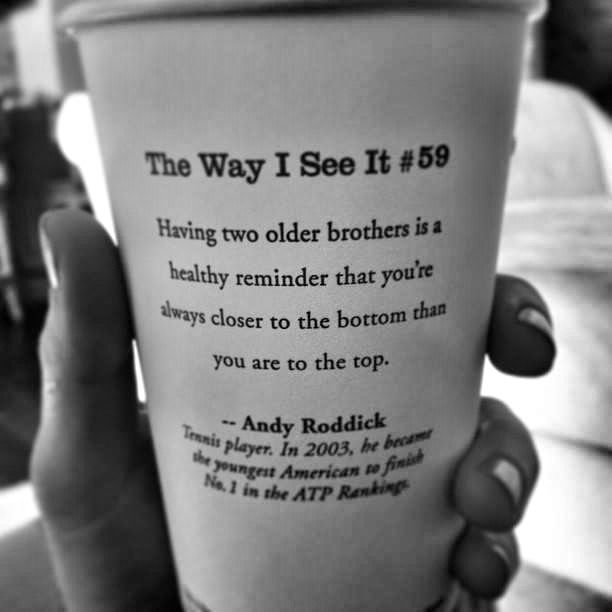 The Way I See It #59
Having two older brothers is a
healthy reminder that you're
always closer to the bottom than
you are to the top.
-- Andy Roddick
Tennis player. In 2003, he became
the youngest American to finish
No. 1 in the ATP Rankings.